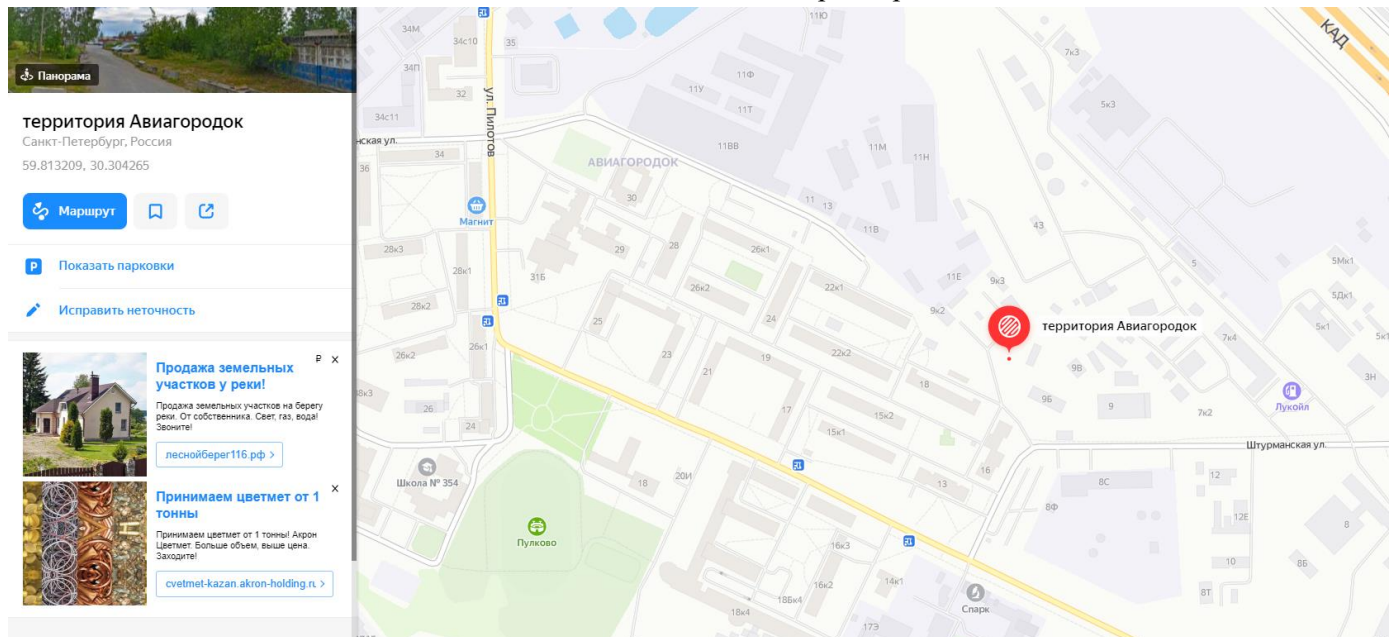 Панорама
территория Авиагородок
Санкт-Петербург, Россия
59.813209, 30.304265
Маршрут
P Показать парковки
Исправить неточность
₽ ×
Продажа земельных
участков у реки!
Продажа земельных участков на берегу
реки. От собственника. Свет, газ, вода!
Звоните!
леснойберег116.рф >
×
Принимаем цветмет от 1
тонны
Принимаем цветмет от 1 тонны! Акрон
Цветмет. Больше объем, выше цена.
Заходите!
cvetmet-kazan.akron-holding.ru >
11Ю
34М
34с10
35
КАД
7к3
34П
11Ф
32
11У
5к3
11Т
ул. Пилотов
34с11
нская ул.
34
11ВВ
11М
11Н
36
АВИАГОРОДОК
30
11
13
Магнит
43
11В
28к3
29
28
26к1
5
5Мк1
28к1
31Б
11Е
9к3
26к2
22к1
5Дк1
28к2
9к2
25
24
территория Авиагородок
5к1
5к1
26к1
7к4
26к2
23
19
22к2
21
9В
18
3Н
8к3
9Б
9
Лукойл
26
17
15к2
7к2
24
15к1
Штурманская ул.
16
Школа № 354
18
20И
13
8С
12
8Ф
12Е
8
Пулково
16к3
10
8Б
14к1
16к2
8Т
18Бк4
Спарк
18к4
17Э